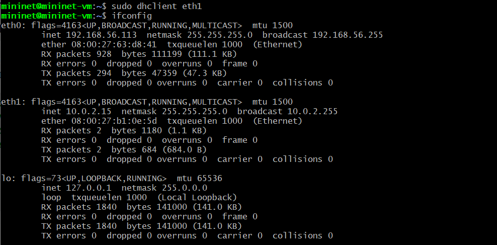 mininet@mininet-vm:~$ sudo dhclient eth1
mininet@mininet-vm:~$ ifconfig
eth0: flags=4163<UP,BROADCAST,RUNNING,MULTICAST>  mtu 1500
        inet 192.168.56.113  netmask 255.255.255.0  broadcast 192.168.56.255
        ether 08:00:27:63:d8:41  txqueuelen 1000  (Ethernet)
        RX packets 928  bytes 111199 (111.1 KB)
        RX errors 0  dropped 0  overruns 0  frame 0
        TX packets 294  bytes 47359 (47.3 KB)
        TX errors 0  dropped 0 overruns 0  carrier 0  collisions 0

eth1: flags=4163<UP,BROADCAST,RUNNING,MULTICAST>  mtu 1500
        inet 10.0.2.15  netmask 255.255.255.0  broadcast 10.0.2.255
        ether 08:00:27:b1:0e:5d  txqueuelen 1000  (Ethernet)
        RX packets 2  bytes 1180 (1.1 KB)
        RX errors 0  dropped 0  overruns 0  frame 0
        TX packets 2  bytes 684 (684.0 B)
        TX errors 0  dropped 0 overruns 0  carrier 0  collisions 0

lo: flags=73<UP,LOOPBACK,RUNNING>  mtu 65536
        inet 127.0.0.1  netmask 255.0.0.0
        loop  txqueuelen 1000  (Local Loopback)
        RX packets 1840  bytes 141000 (141.0 KB)
        RX errors 0  dropped 0  overruns 0  frame 0
        TX packets 1840  bytes 141000 (141.0 KB)
        TX errors 0  dropped 0 overruns 0  carrier 0  collisions 0